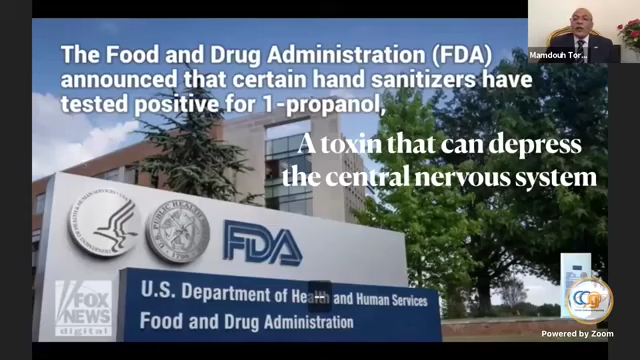 The Food and Drug Administration (FDA)
announced that certain hand sanitizers have
tested positive for 1-propanol,
A toxin that can depress
the central nervous system
FDA
U.S. Department of Health and Human Services
Food and Drug Administration
FOX
NEWS
digital
Mamdouh Tor...
Powered by Zoom